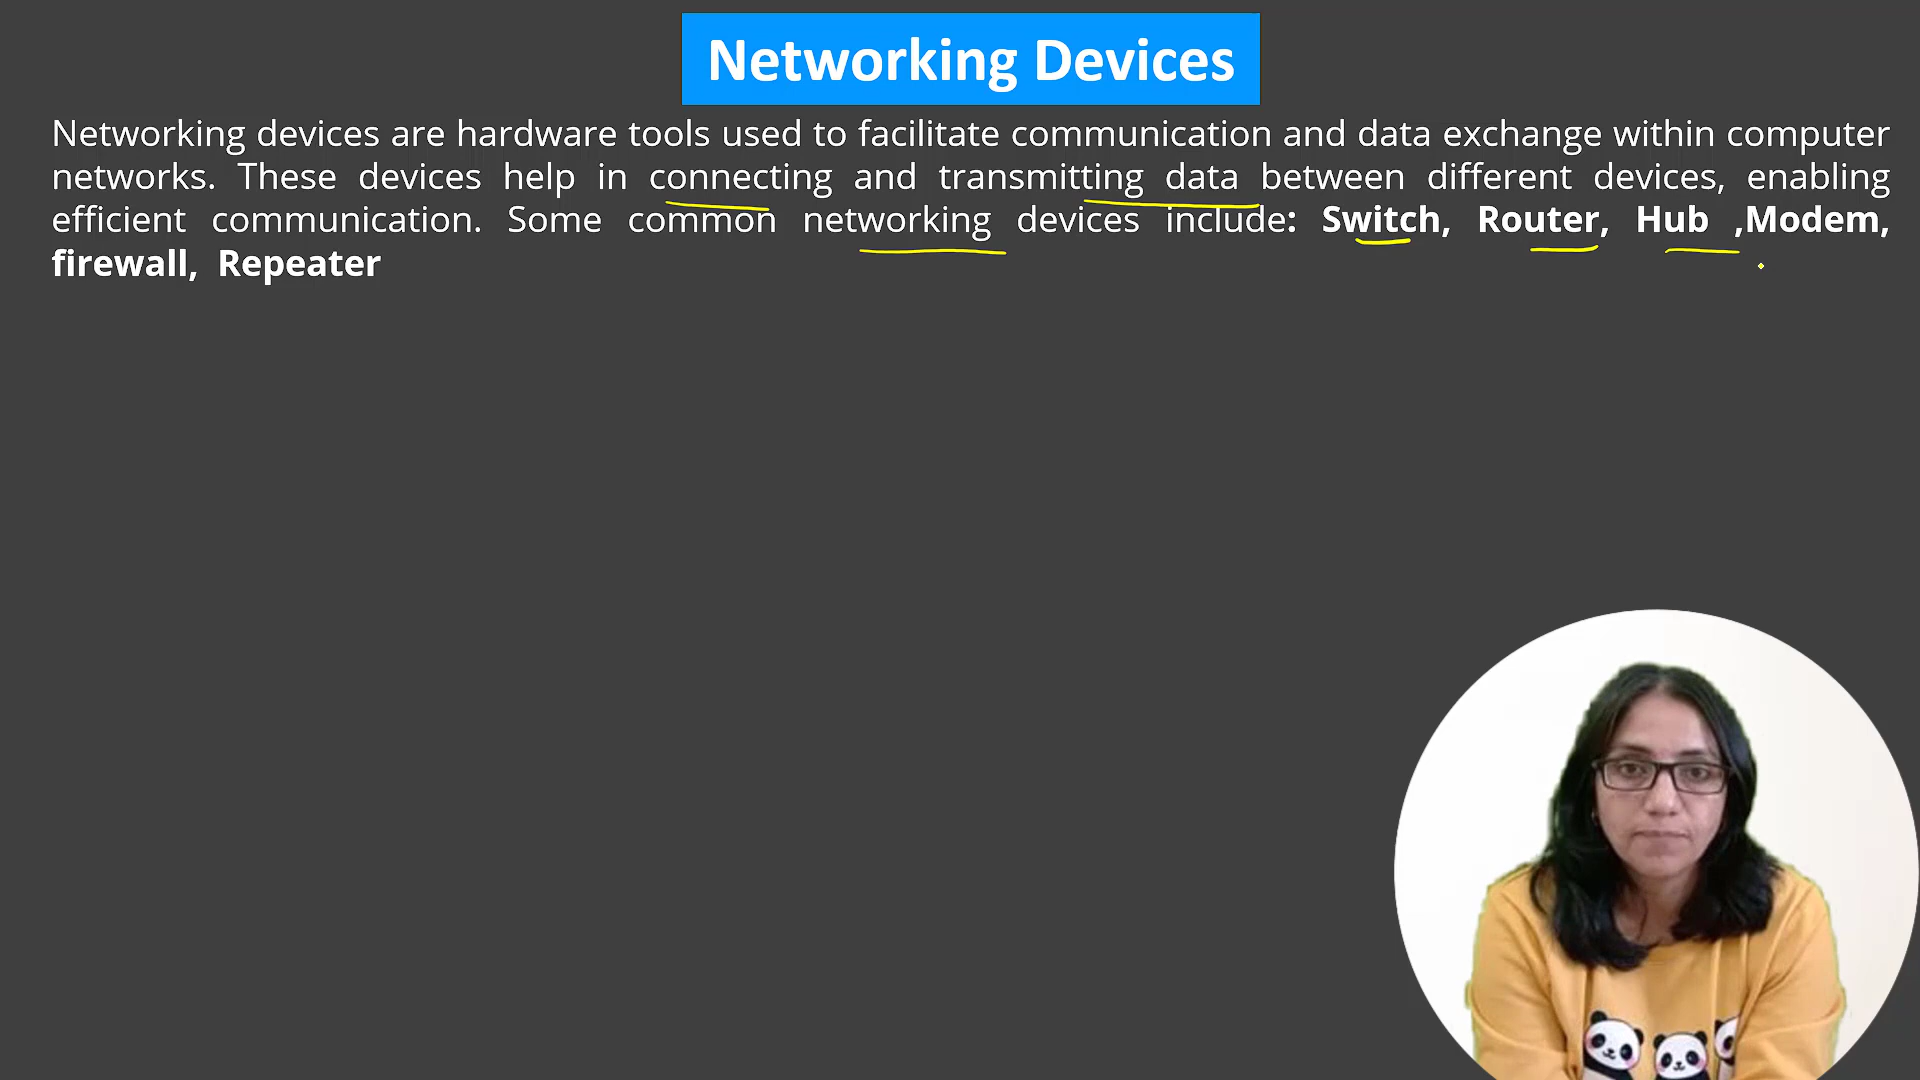 Networking Devices
Networking devices are hardware tools used to facilitate communication and data exchange within computer
networks. These devices help in connecting and transmitting data between different devices, enabling
efficient communication. Some common networking devices include: Switch, Router, Hub ,Modem,
firewall, Repeater